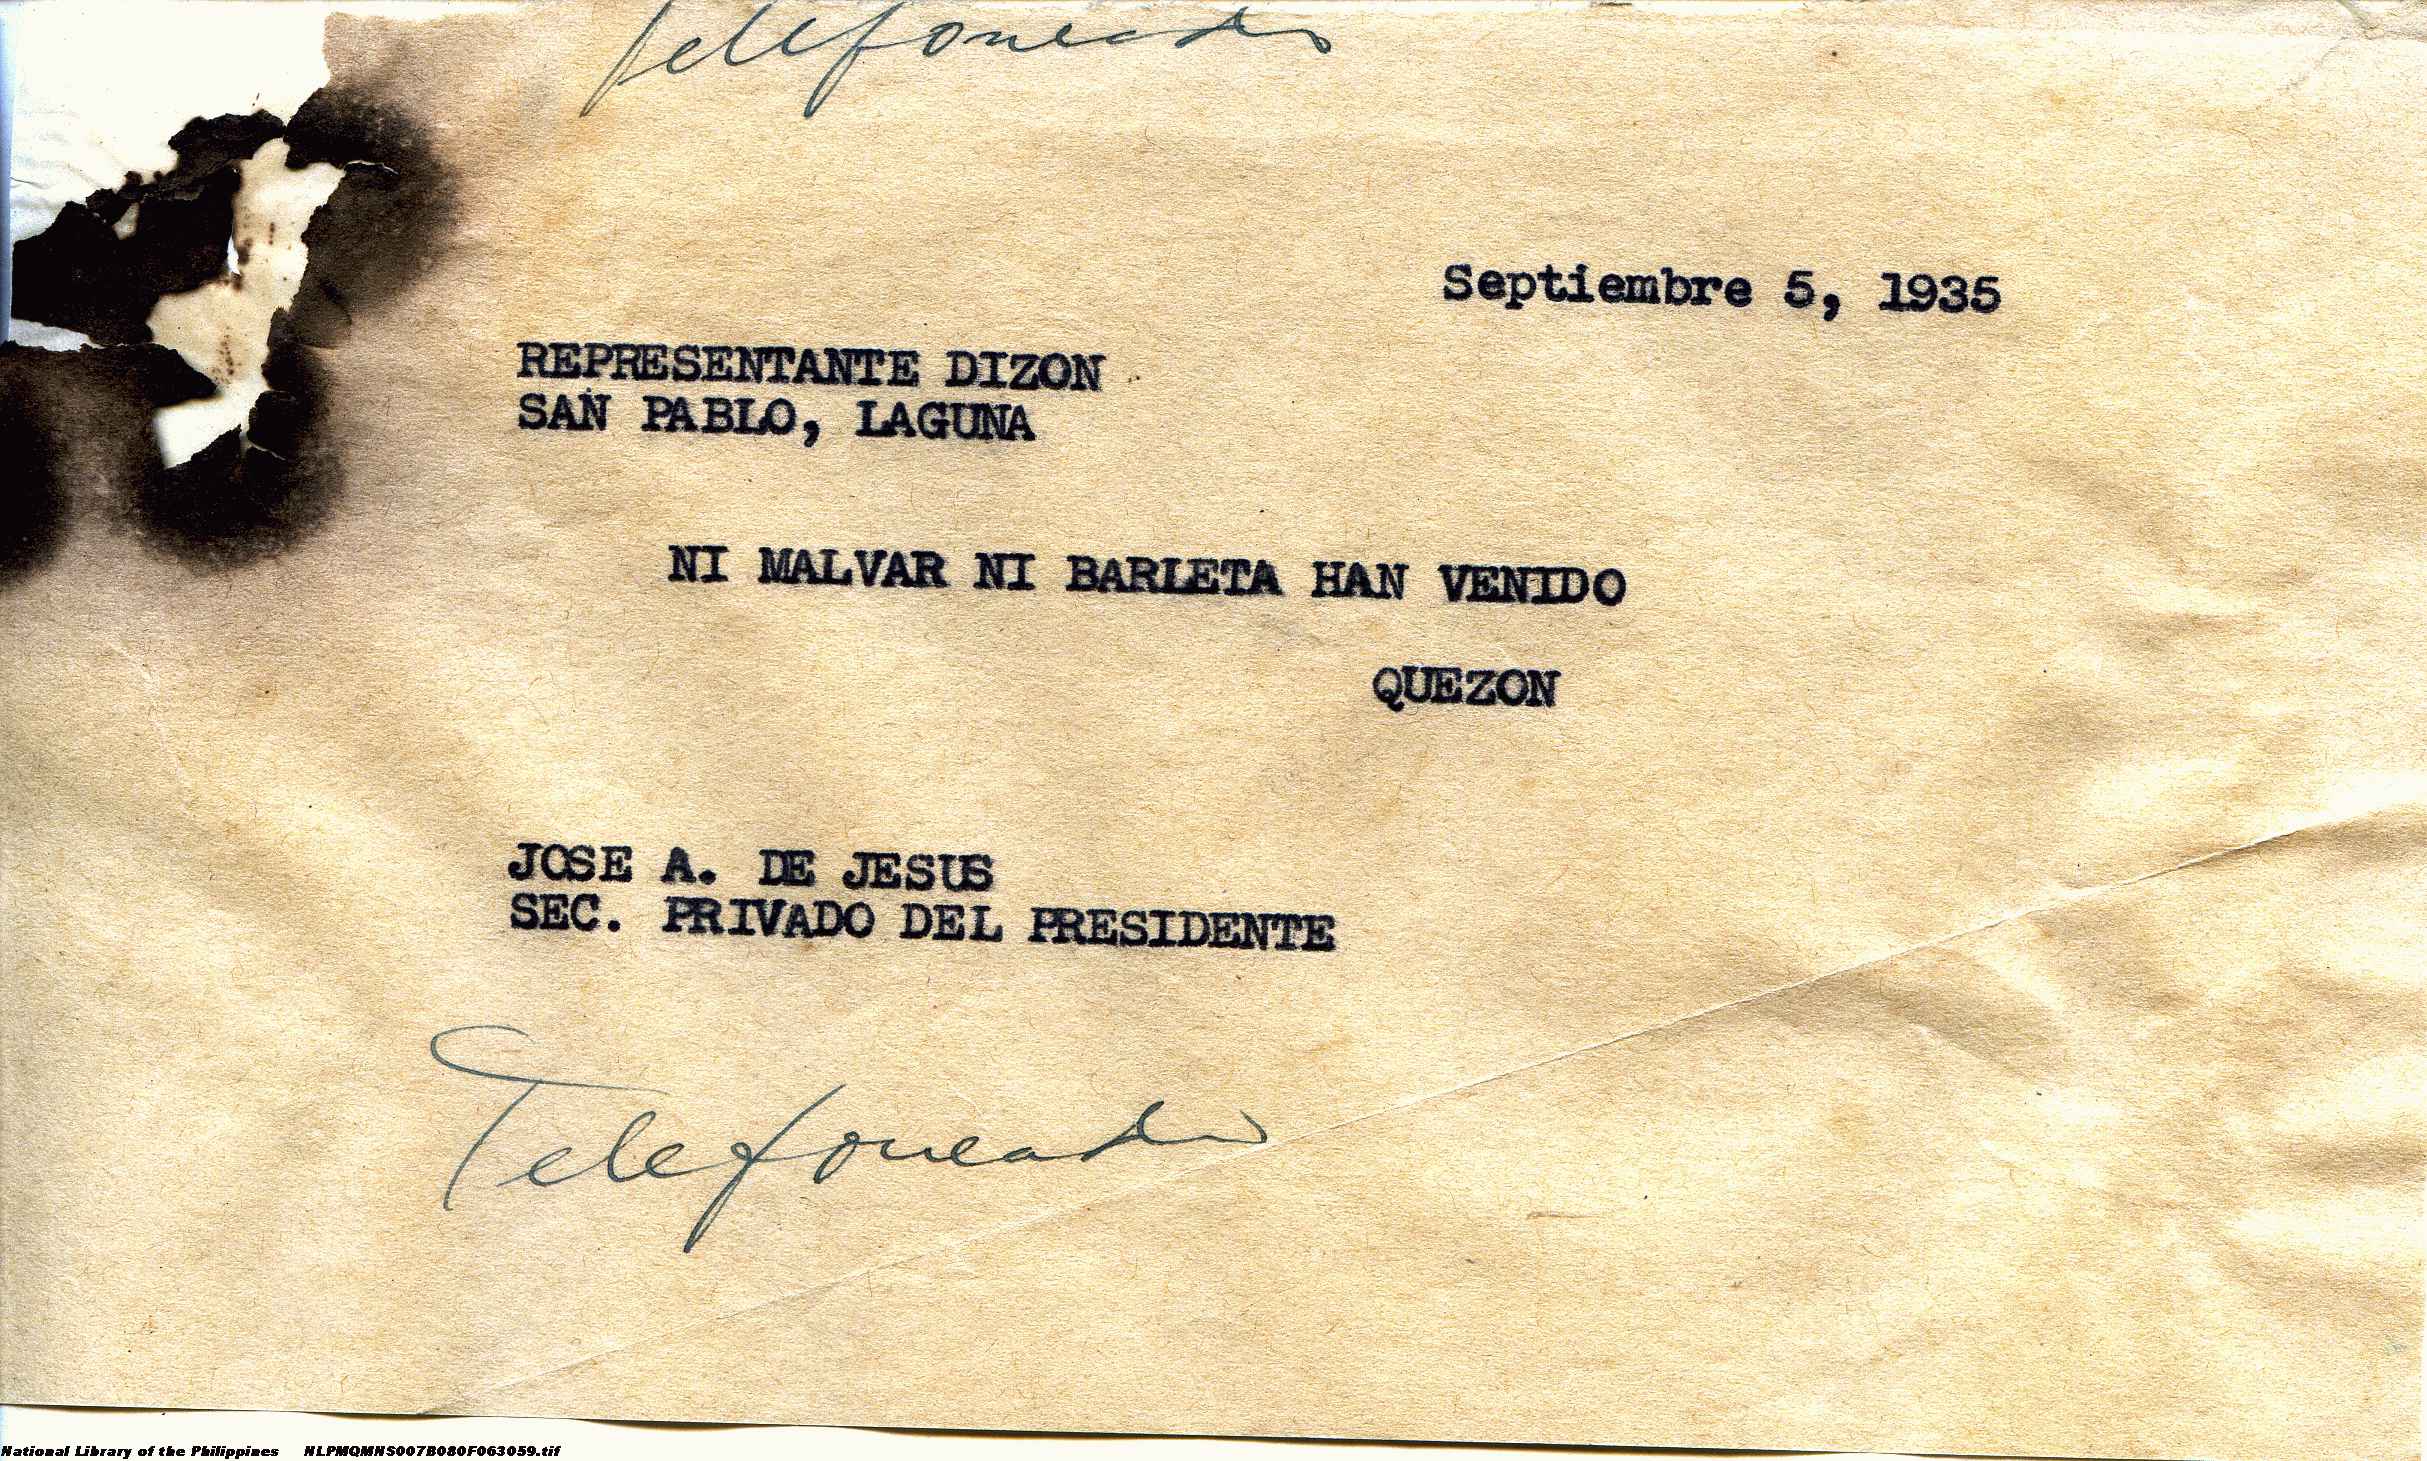 Telefoneado
Septiembre 5, 1935
REPRESENTANTE DIZON
SAN PABLO, LAGUNA
NI MALVAR NI BARLETA HAN VENIDO
QUEZON
JOSE A. DE JESUS
SEC. PRIVADO DEL PRESIDENTE
Telefoneado
National Library of the Philippines NLPMQMNS007B080F063059.tif